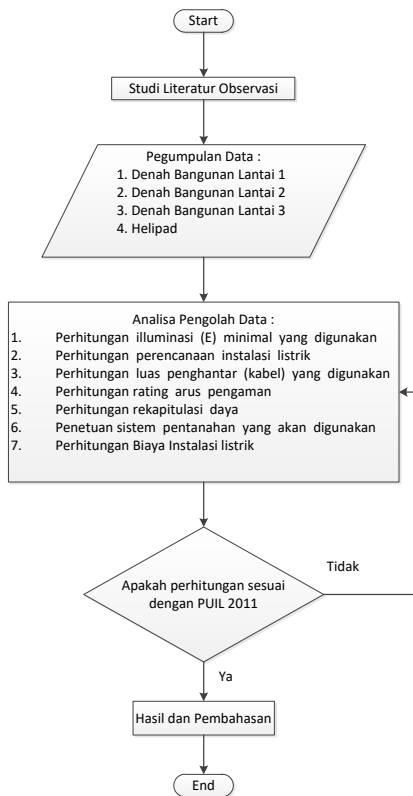 Start
Studi Literatur Observasi
Pegumpulan Data :
1. Denah Bangunan Lantai 1
2. Denah Bangunan Lantai 2
3. Denah Bangunan Lantai 3
4. Helipad
Analisa Pengolah Data :
1. Perhitungan illuminasi (E) minimal yang digunakan
2. Perhitungan perencanaan instalasi listrik
3. Perhitungan luas penghantar (kabel) yang digunakan
4. Perhitungan rating arus pengaman
5. Perhitungan rekapitulasi daya
6. Penetuan sistem pentanahan yang akan digunakan
7. Perhitungan Biaya Instalasi listrik
Apakah perhitungan sesuai
dengan PUIL 2011
Tidak
Ya
Hasil dan Pembahasan
End